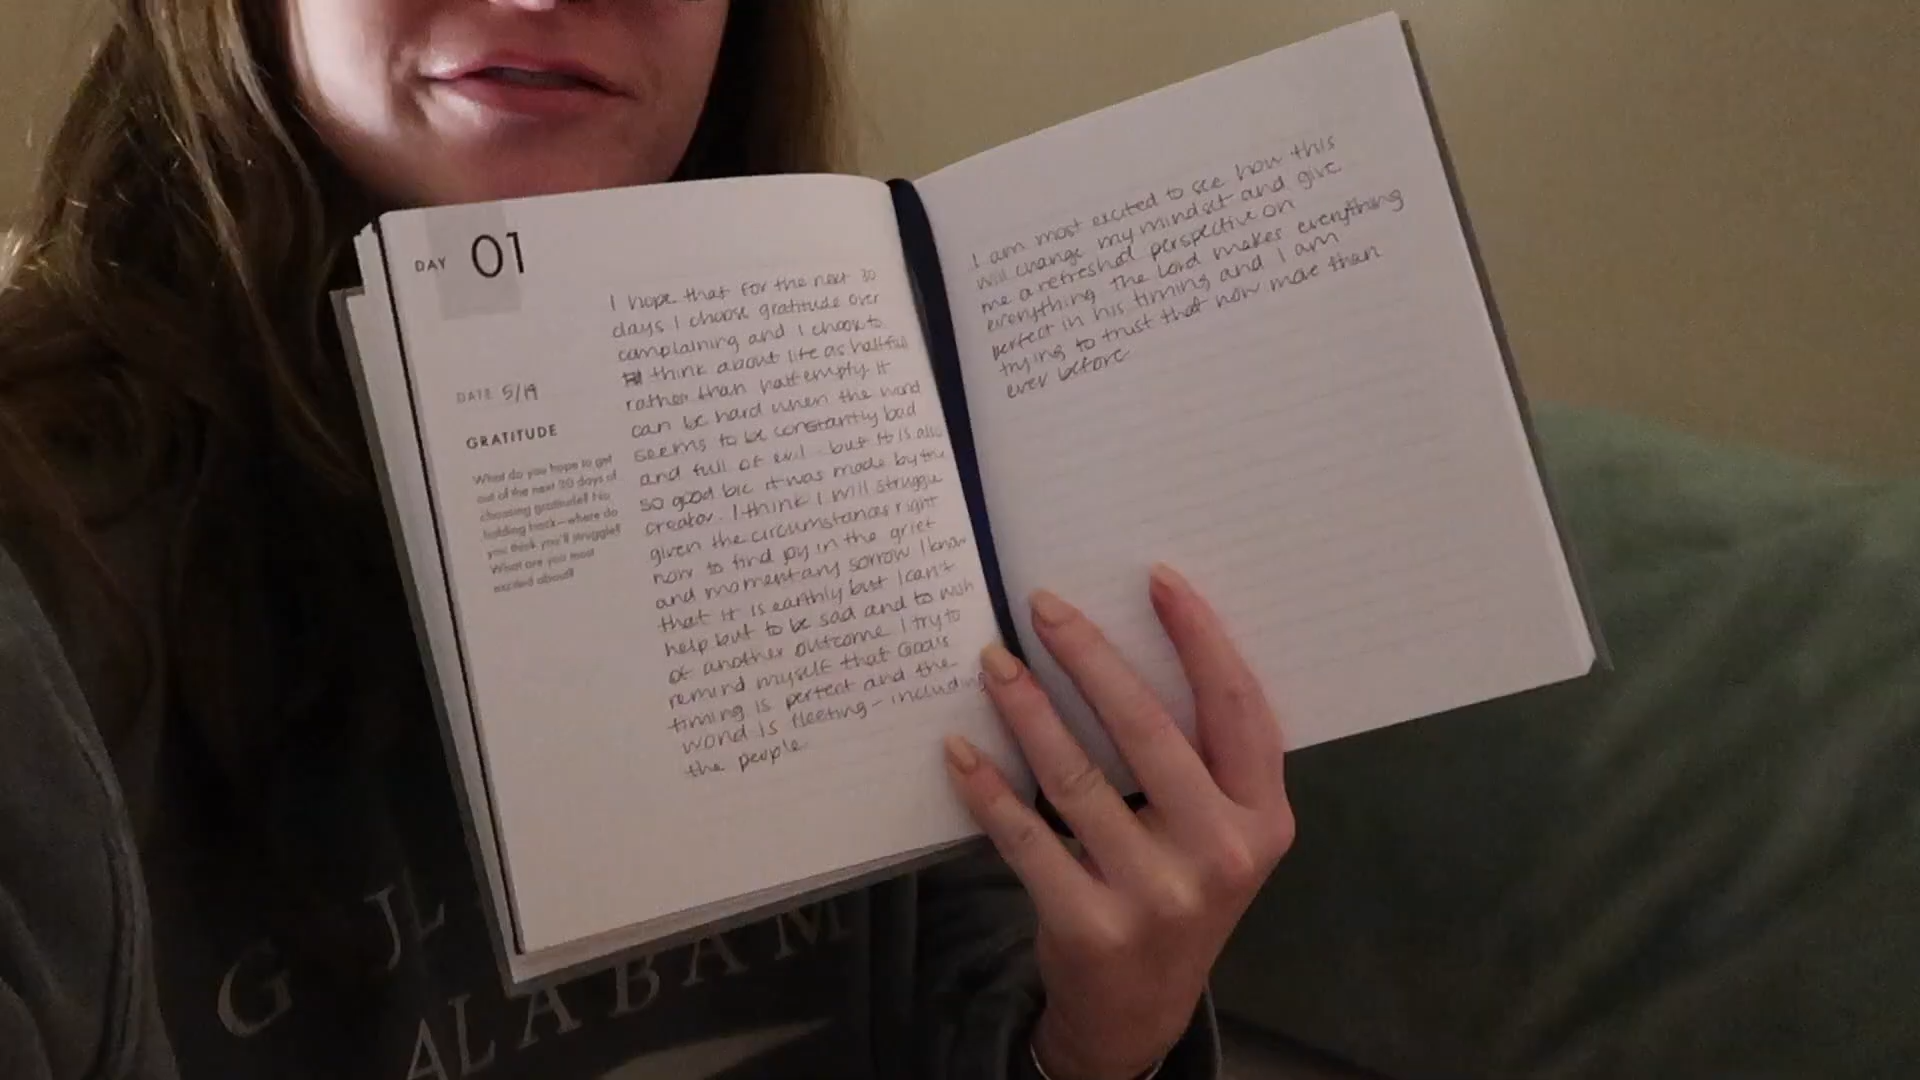 DAY 01
DATE 5/19
GRATITUDE
What do you hope to get
out of the next 30 days of
choosing gratitude? No
holding back—where do
you think you'll struggle?
What are you most
excited about?
I hope that for the next 30
days I choose gratitude over
complaining and I choose to
think about life as half full
rather than half empty. It
can be hard when the world
seems to be constantly bad
and full of evil. but it is also
so good b/c it was made by the
creator. I think I will struggle
given the circumstances right
now to find joy in the grief
and momentary sorrow. I know
that it is earthly but I can't
help but to be sad and to wish
of another outcome. I try to
remind myself that God's
timing is perfect and the
world is fleeting - including
the people.
I am most excited to see how this
will change my mindset and give
me a refreshed perspective on
everything. The Lord makes everything
perfect in his timing and I am
trying to trust that now more than
ever before.
G JL
ALABAM